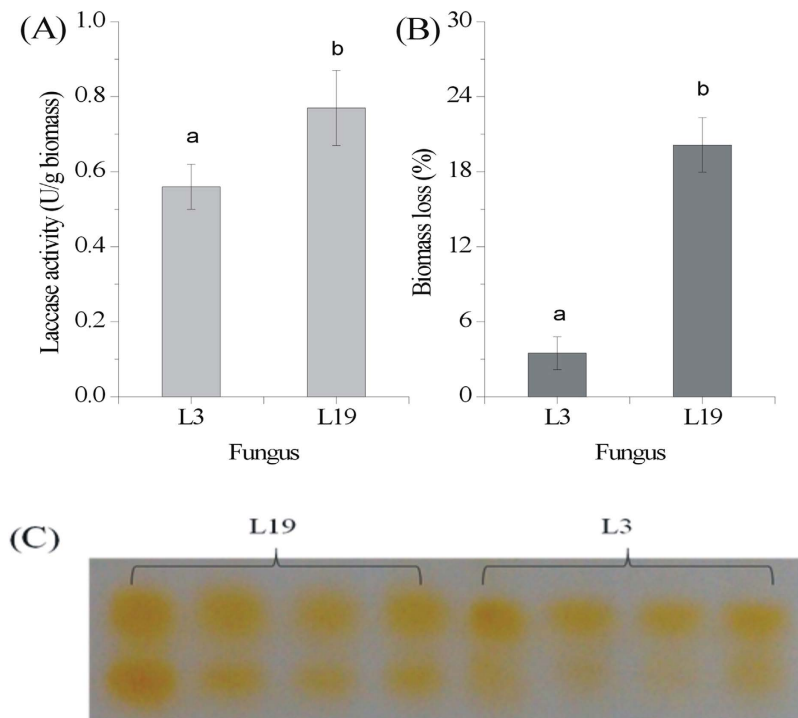 (A)
Laccase activity (U/g biomass)
1.0
0.8
0.6
0.4
0.2
0.0
a
b
L3
L19
Fungus
(B)
Biomass loss (%)
30
24
18
12
6
0
a
b
L3
L19
Fungus
(C)
L19
L3